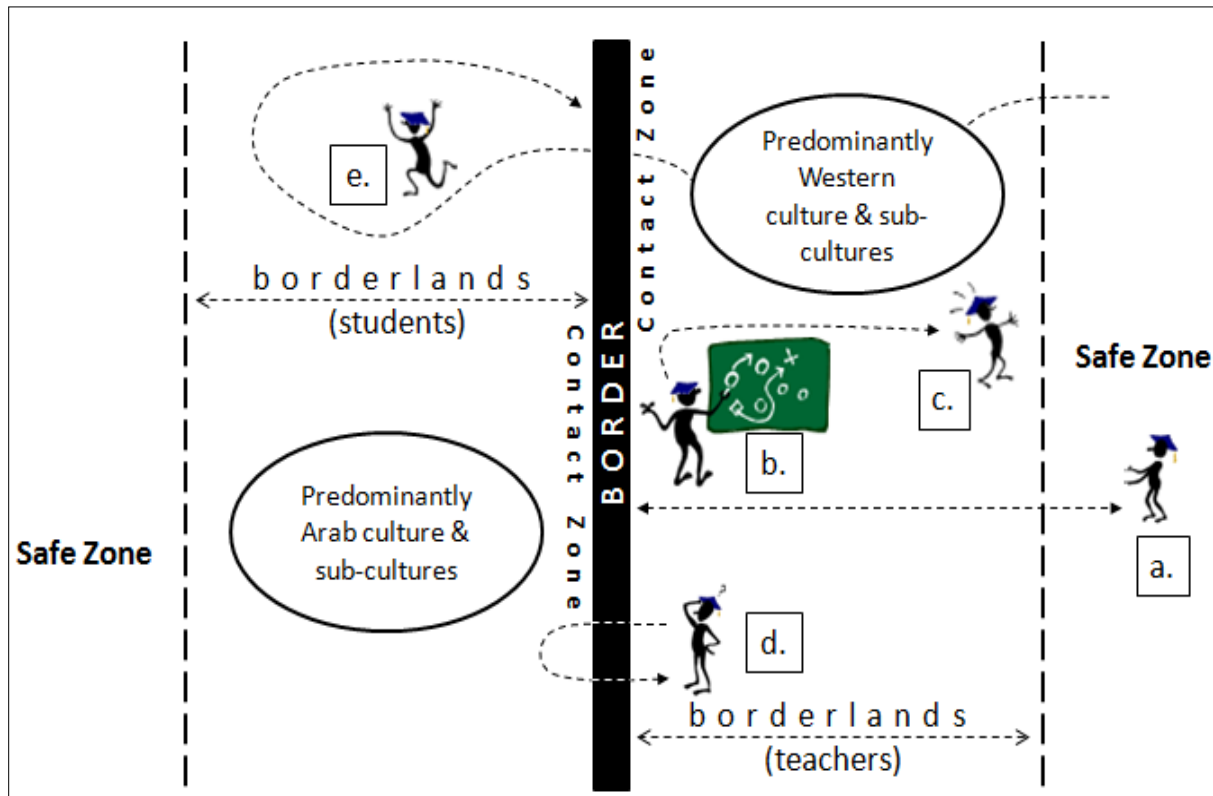 Contact Zone
Predominantly
Western
culture & sub-
cultures
e.
borderlands
(students)
BORDER
Contact Zone
Safe Zone
c.
b.
Predominantly
Arab culture &
sub-cultures
Safe Zone
a.
?
d.
borderlands
(teachers)